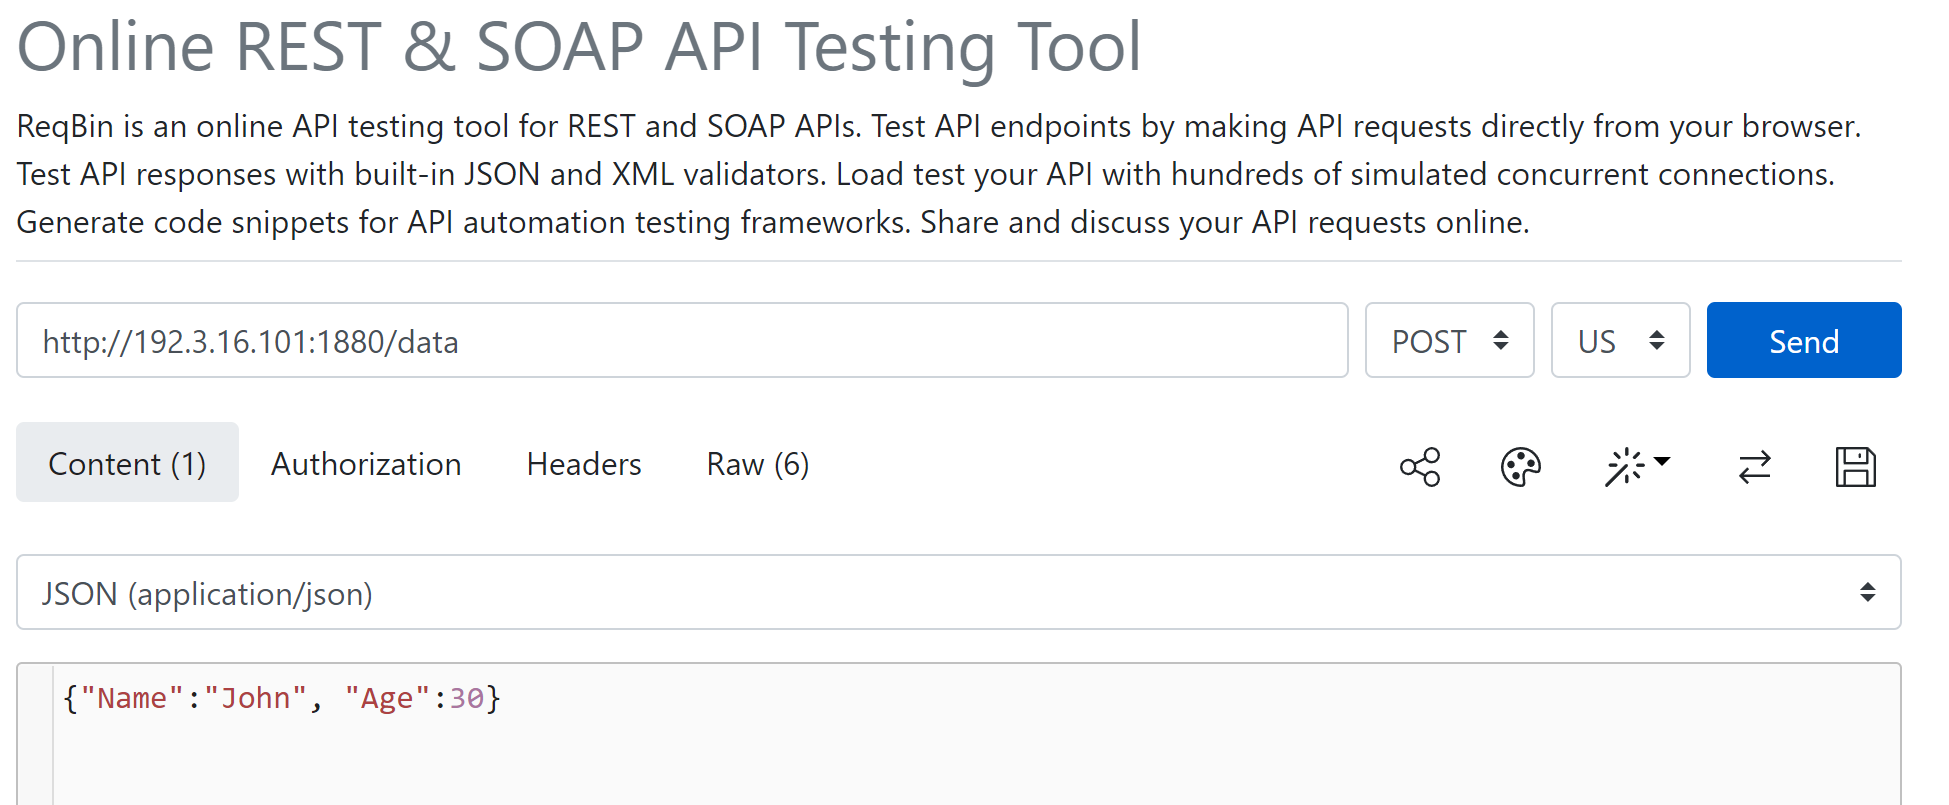 Online REST & SOAP API Testing Tool
ReqBin is an online API testing tool for REST and SOAP APIs. Test API endpoints by making API requests directly from your browser.
Test API responses with built-in JSON and XML validators. Load test your API with hundreds of simulated concurrent connections.
Generate code snippets for API automation testing frameworks. Share and discuss your API requests online.
http://192.3.16.101:1880/data POST US Send
Content (1) Authorization Headers Raw (6)
JSON (application/json)
{"Name":"John", "Age":30}